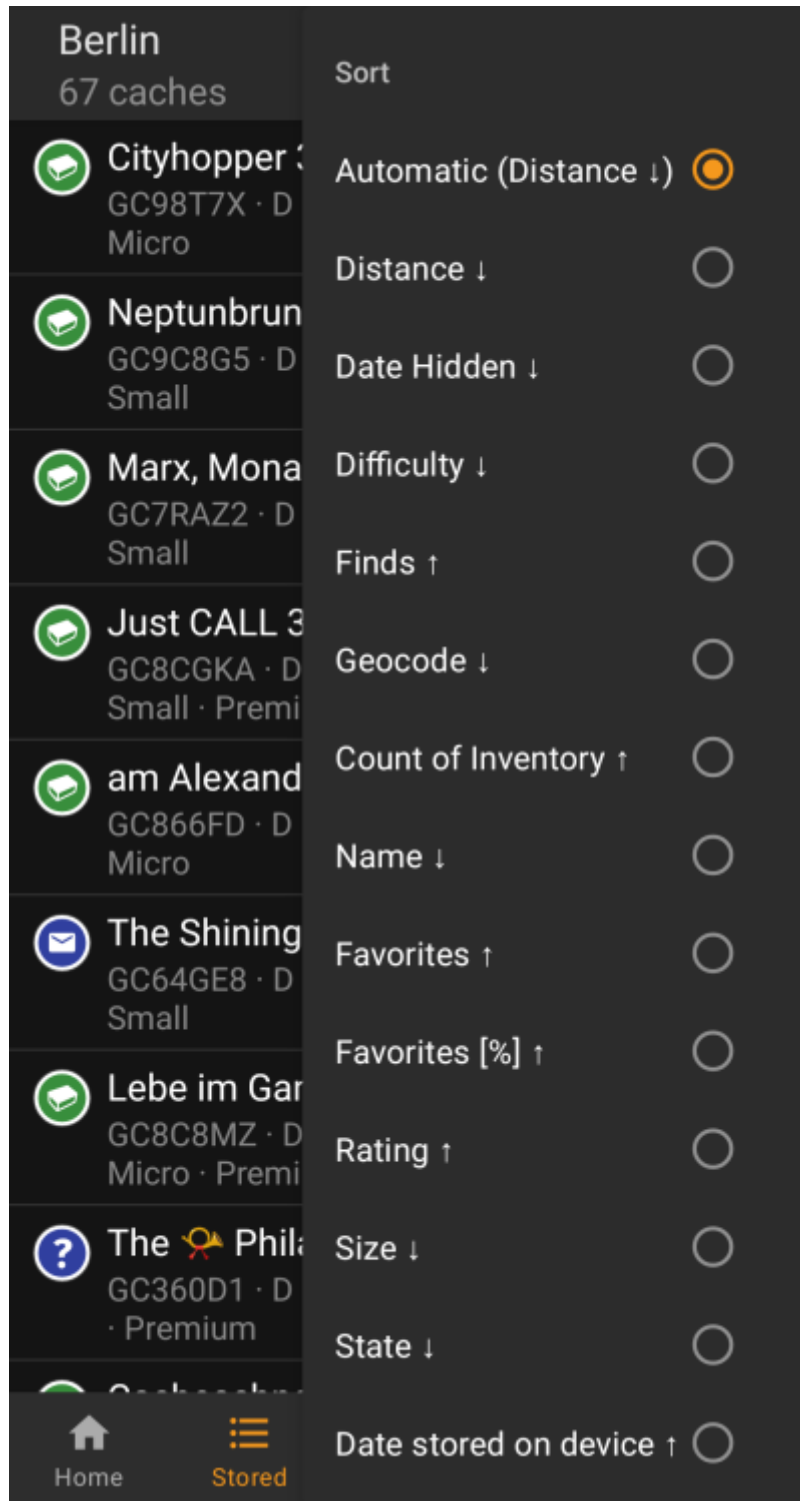 Berlin
67 caches
Cityhopper
GC98T7X · D
Micro
Neptunbrun
GC9C8G5 · D
Small
Marx, Mona
GC7RAZ2 · D
Small
Just CALL 3
GC8CGKA · D
Small · Premi
am Alexand
GC866FD · D
Micro
The Shining
GC64GE8 · D
Small
Lebe im Gar
GC8C8MZ · D
Micro · Premi
The 📯 Phila
GC360D1 · D
· Premium
Home
Stored
Sort
Automatic (Distance ↓)
Distance ↓
Date Hidden ↓
Difficulty ↓
Finds ↑
Geocode ↓
Count of Inventory ↑
Name ↓
Favorites ↑
Favorites [%] ↑
Rating ↑
Size ↓
State ↓
Date stored on device ↑